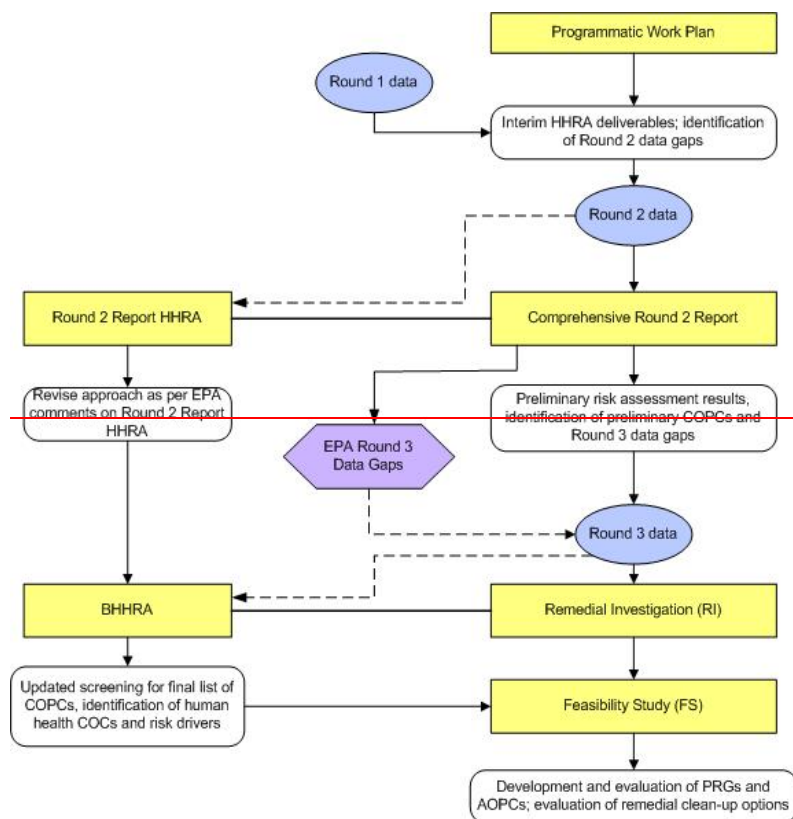 Programmatic Work Plan
Round 1 data
Interim HHRA deliverables; identification
of Round 2 data gaps
Round 2 data
Round 2 Report HHRA
Comprehensive Round 2 Report
Revise approach as per EPA
comments on Round 2 Report
HHRA
Preliminary risk assessment results,
identification of preliminary COPCs and
Round 3 data gaps
EPA Round 3
Data Gaps
Round 3 data
BHHRA
Remedial Investigation (RI)
Updated screening for final list of
COPCs, identification of human
health COCs and risk drivers
Feasibility Study (FS)
Development and evaluation of PRGs and
AOPCs; evaluation of remedial clean-up options